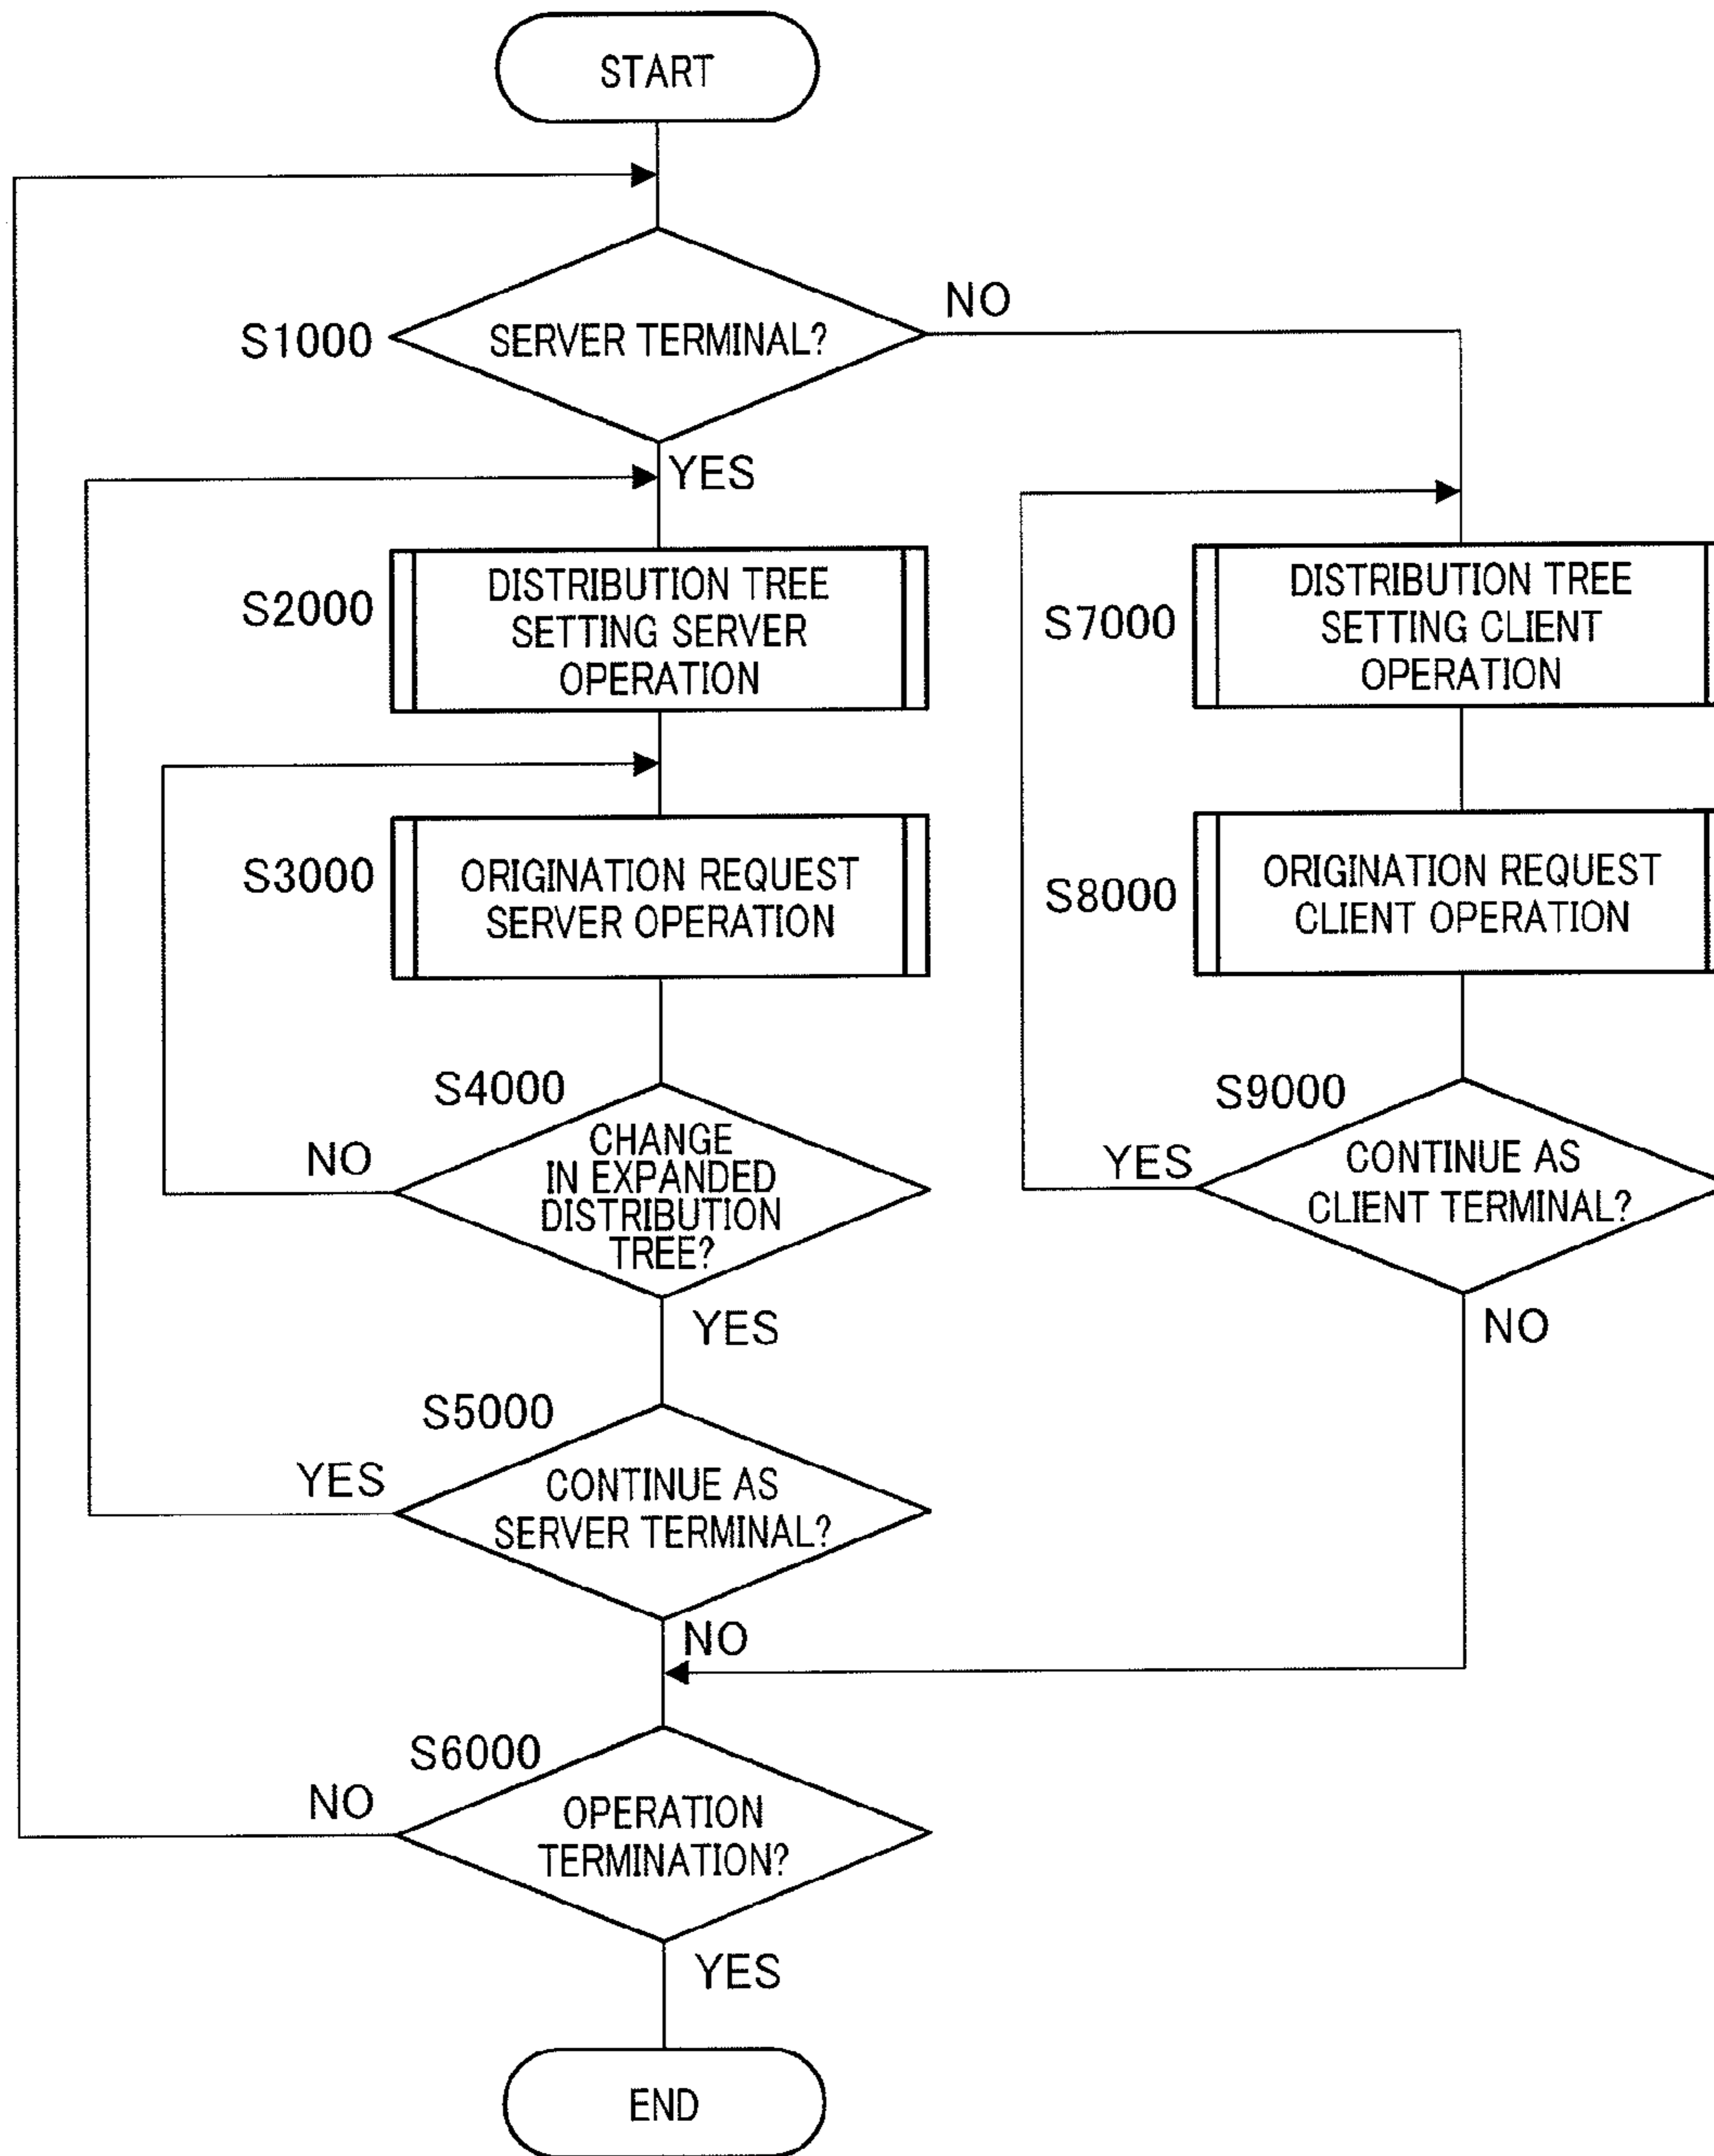 START
S1000
SERVER TERMINAL?
NO
YES
S2000
DISTRIBUTION TREE
SETTING SERVER
OPERATION
S3000
ORIGINATION REQUEST
SERVER OPERATION
S4000
CHANGE
IN EXPANDED
DISTRIBUTION
TREE?
NO
YES
S5000
CONTINUE AS
SERVER TERMINAL?
YES
NO
S6000
OPERATION
TERMINATION?
NO
YES
END
S7000
DISTRIBUTION TREE
SETTING CLIENT
OPERATION
S8000
ORIGINATION REQUEST
CLIENT OPERATION
S9000
CONTINUE AS
CLIENT TERMINAL?
YES
NO